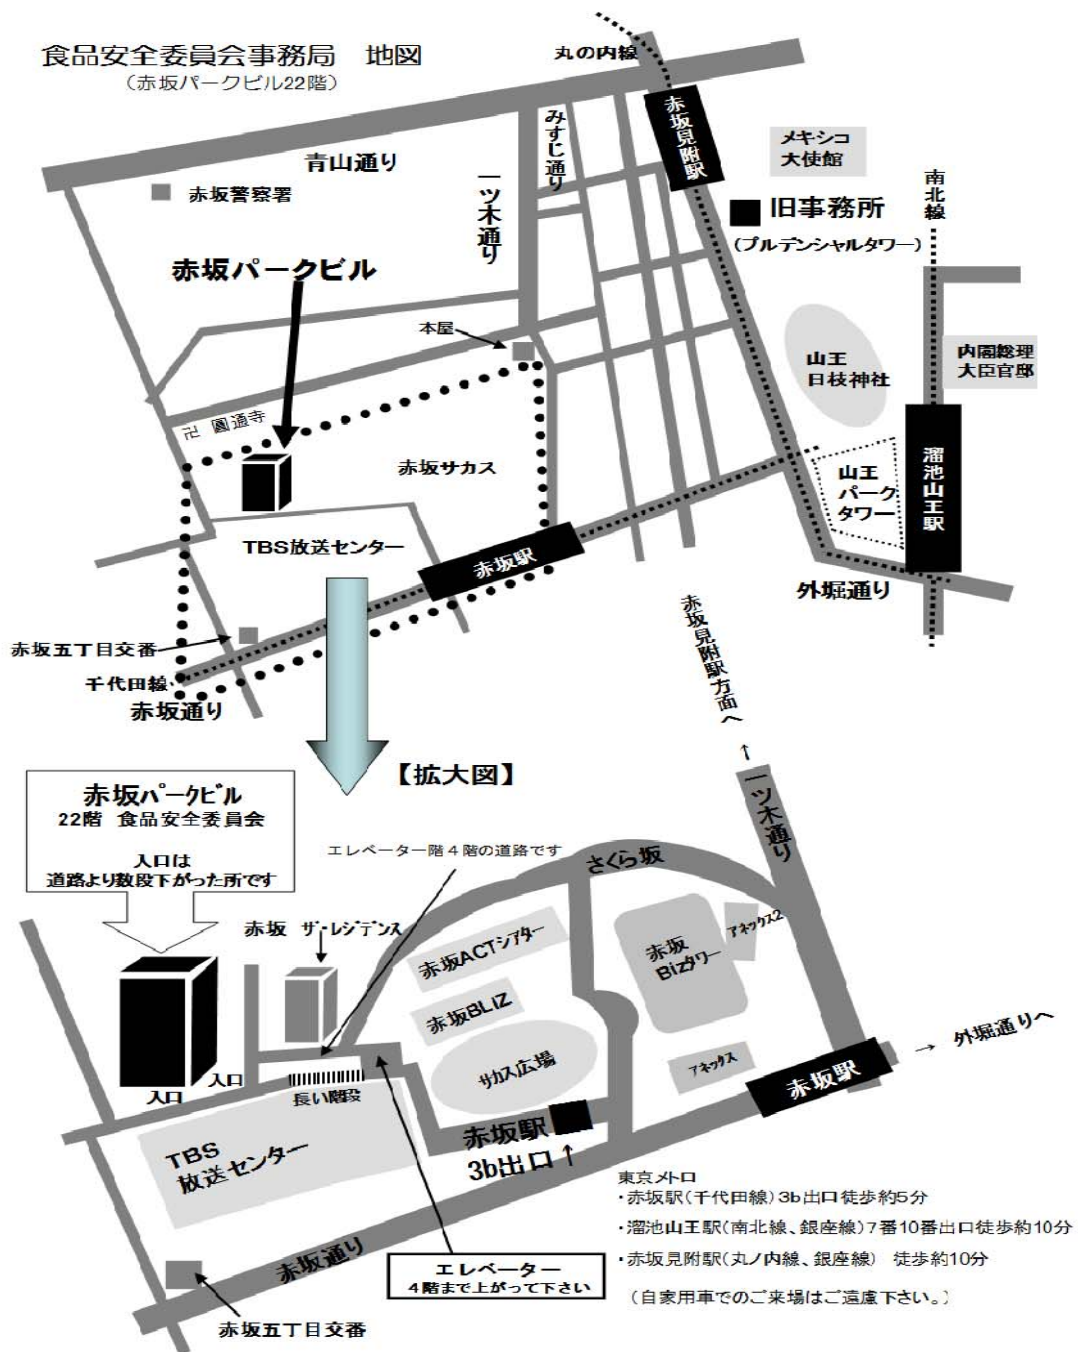 食品安全委員会事務局　地図
（赤坂パークビル22階）
丸の内線
赤坂見附駅
みすじ通り
青山通り
一ツ木通り
赤坂警察署
メキシコ
大使館
南北線
旧事務所
(プルデンシャルタワー)
赤坂パークビル
本屋
山王
日枝神社
内閣総理
大臣官邸
卍 圓通寺
赤坂サカス
山王
パーク
タワー
溜池山王駅
TBS放送センター
赤坂駅
外堀通り
赤坂五丁目交番
千代田線
赤坂通り
赤坂見附駅方面へ
↑
【拡大図】
一ツ木通り
赤坂パークビル
22階 食品安全委員会
入口は
道路より数段下がった所です
エレベーター階４階の道路です
さくら坂
赤坂 ザ・レジデンス
赤坂ACTシアター
赤坂
Bizタワー
アネックス2
赤坂BLiZ
サカス広場
アネックス
→ 外堀通りへ
赤坂駅
入口
入口
長い階段
赤坂駅
3b出口↑
TBS
放送センター
赤坂通り
エレベーター
４階まで上がって下さい
赤坂五丁目交番
東京メトロ
・赤坂駅(千代田線)3b出口徒歩約5分
・溜池山王駅(南北線、銀座線)７番10番出口徒歩約10分
・赤坂見附駅(丸ノ内線、銀座線)　徒歩約10分
（自家用車でのご来場はご遠慮下さい。）